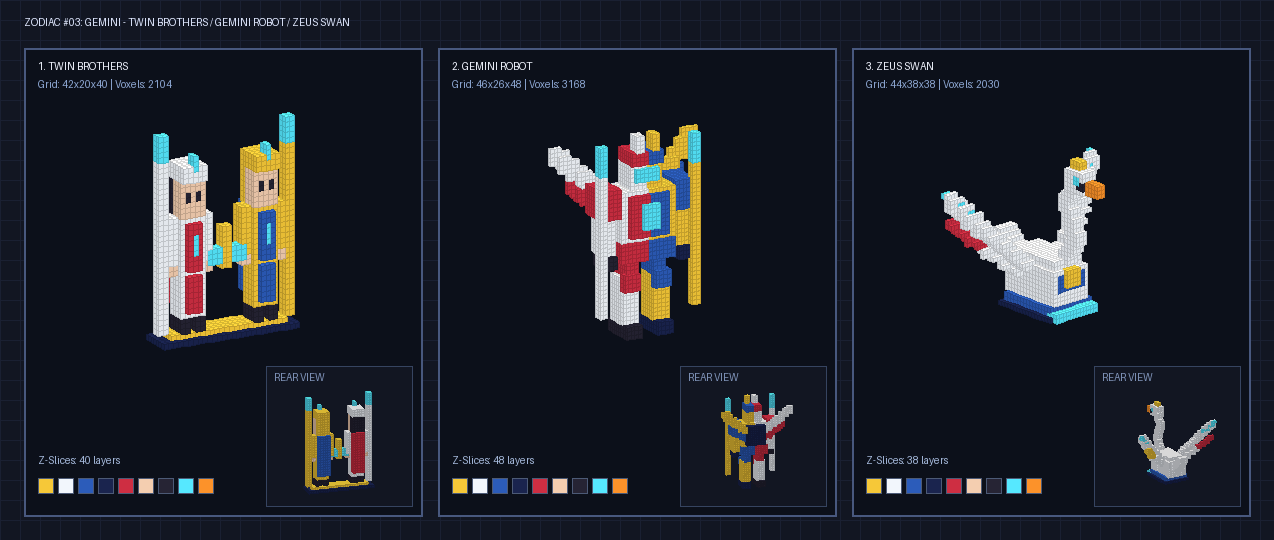 ZODIAC #03: GEMINI - TWIN BROTHERS / GEMINI ROBOT / ZEUS SWAN
1. TWIN BROTHERS
Grid: 42x20x40 | Voxels: 2104
REAR VIEW
Z-Slices: 40 layers
2. GEMINI ROBOT
Grid: 46x26x48 | Voxels: 3168
REAR VIEW
Z-Slices: 48 layers
3. ZEUS SWAN
Grid: 44x38x38 | Voxels: 2030
REAR VIEW
Z-Slices: 38 layers